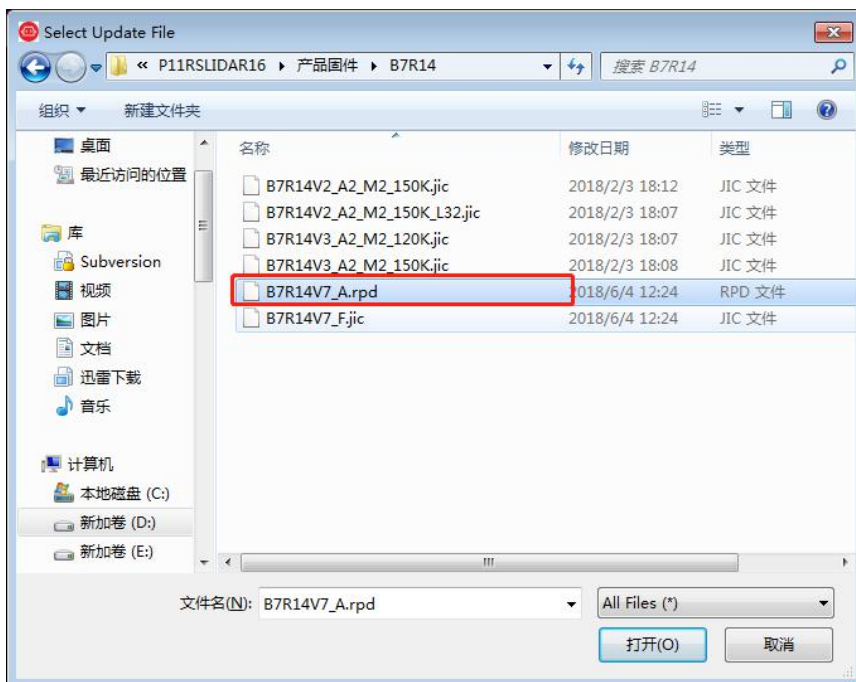 Select Update File
« P11RSLIDAR16 ▸ 产品固件 ▸ B7R14
搜索 B7R14
组织 ▼ 新建文件夹
桌面
最近访问的位置
库
Subversion
视频
图片
文档
迅雷下载
音乐
计算机
本地磁盘 (C:)
新加卷 (D:)
新加卷 (E:)
名称 修改日期 类型
B7R14V2_A2_M2_150K.jic 2018/2/3 18:12 JIC 文件
B7R14V2_A2_M2_150K_L32.jic 2018/2/3 18:07 JIC 文件
B7R14V3_A2_M2_120K.jic 2018/2/3 18:07 JIC 文件
B7R14V3_A2_M2_150K.jic 2018/2/3 18:08 JIC 文件
B7R14V7_A.rpd 2018/6/4 12:24 RPD 文件
B7R14V7_F.jic 2018/6/4 12:24 JIC 文件
文件名(N): B7R14V7_A.rpd All Files (*)
打开(O) 取消